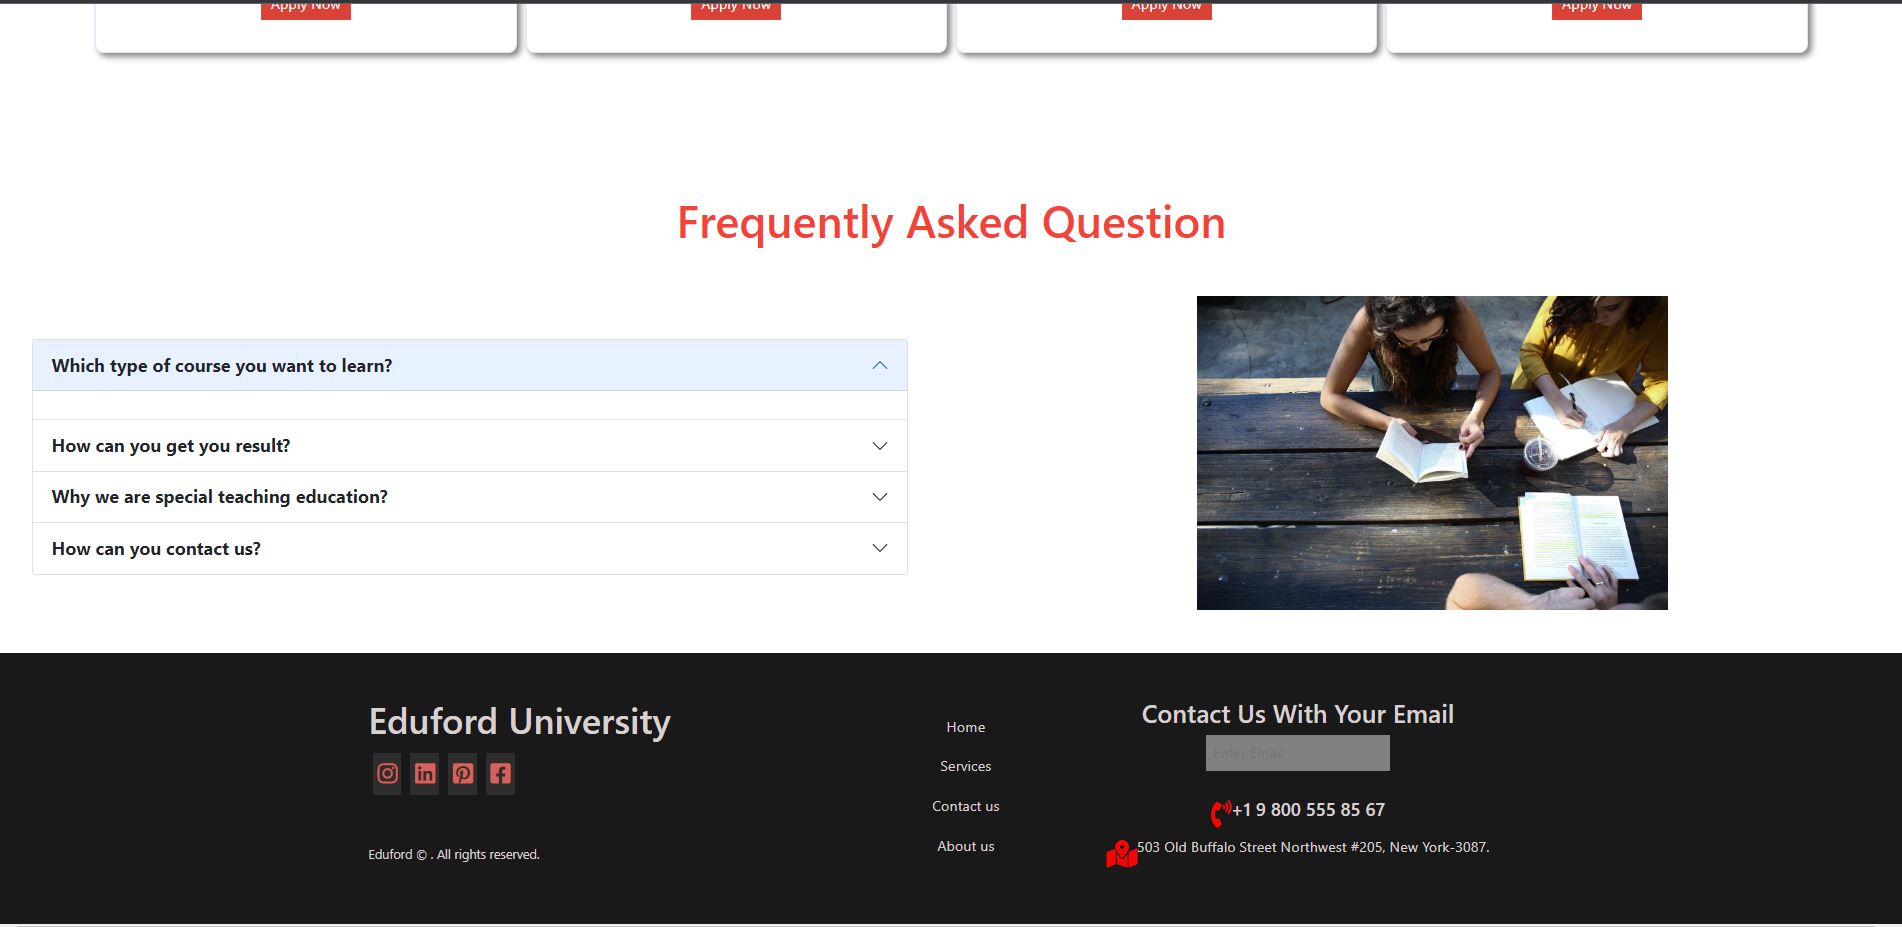 Apply Now Apply Now Apply Now Apply Now
Frequently Asked Question
Which type of course you want to learn?
How can you get you result?
Why we are special teaching education?
How can you contact us?
Eduford University
Eduford © . All rights reserved.
Home
Services
Contact us
About us
Contact Us With Your Email
Enter Email
+1 9 800 555 85 67
503 Old Buffalo Street Northwest #205, New York-3087.